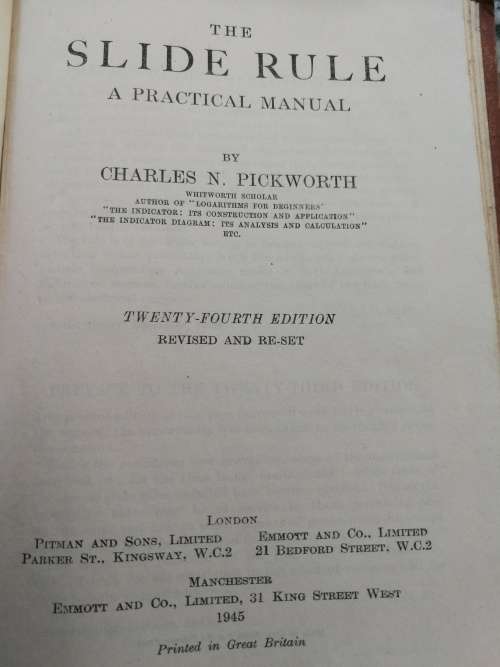 THE
SLIDE RULE
A PRACTICAL MANUAL
BY
CHARLES N. PICKWORTH
WHITWORTH SCHOLAR
AUTHOR OF "LOGARITHMS FOR BEGINNERS"
"THE INDICATOR: ITS CONSTRUCTION AND APPLICATION"
"THE INDICATOR DIAGRAM: ITS ANALYSIS AND CALCULATION"
ETC.
TWENTY-FOURTH EDITION
REVISED AND RE-SET
LONDON
PITMAN AND SONS, LIMITED
PARKER ST., KINGSWAY, W.C.2
EMMOTT AND CO., LIMITED
21 BEDFORD STREET, W.C.2
MANCHESTER
EMMOTT AND CO., LIMITED, 31 KING STREET WEST
1945
Printed in Great Britain